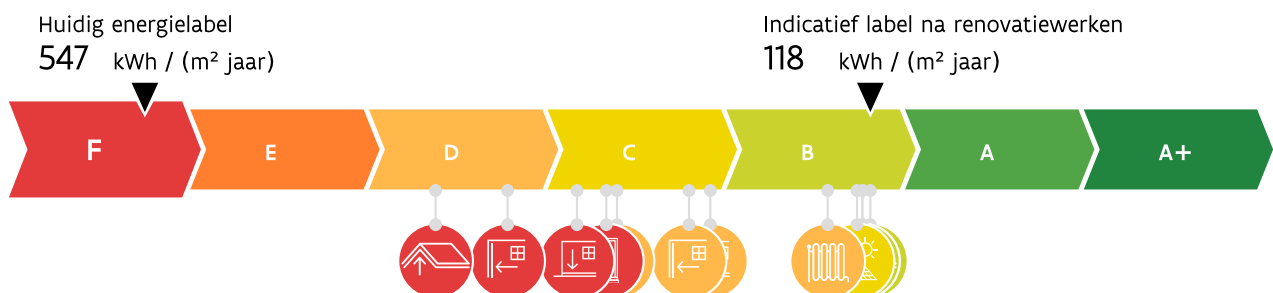 Huidig energielabel
547 kWh / (m² jaar)
Indicatief label na renovatiewerken
118 kWh / (m² jaar)
F E D C B A A+